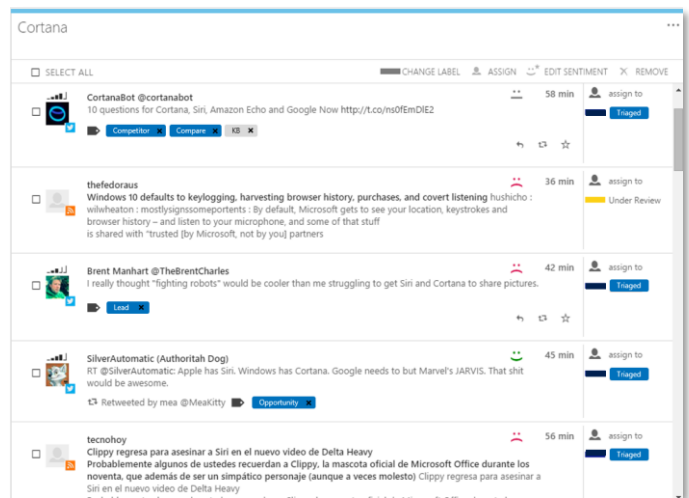 Cortana
...
SELECT ALL
CHANGE LABEL ASSIGN EDIT SENTIMENT REMOVE
CortanaBot @cortanabot 58 min assign to
10 questions for Cortana, Siri, Amazon Echo and Google Now http://t.co/ns0fEmDlE2 Triaged
Competitor x Compare x KB x
thefedoraus 36 min assign to
Windows 10 defaults to keylogging, harvesting browser history, purchases, and covert listening hushicho : Under Review
wilwheaton : mostlysignssomeportents : By default, Microsoft gets to see your location, keystrokes and
browser history – and listen to your microphone, and some of that stuff
is shared with "trusted [by Microsoft, not by you] partners
Brent Manhart @TheBrentCharles 42 min assign to
I really thought "fighting robots" would be cooler than me struggling to get Siri and Cortana to share pictures. Triaged
Lead x
SilverAutomatic (Authoritah Dog) 45 min assign to
RT @SilverAutomatic: Apple has Siri. Windows has Cortana. Google needs to but Marvel's JARVIS. That shit Triaged
would be awesome.
Retweeted by mea @MeaKitty Opportunity x
tecnohoy 56 min assign to
Clippy regresa para asesinar a Siri en el nuevo video de Delta Heavy Triaged
Probablemente algunos de ustedes recuerdan a Clippy, la mascota oficial de Microsoft Office durante los
noventa, que además de ser un simpático personaje (aunque a veces molesto) Clippy regresa para asesinar a
Siri en el nuevo video de Delta Heavy